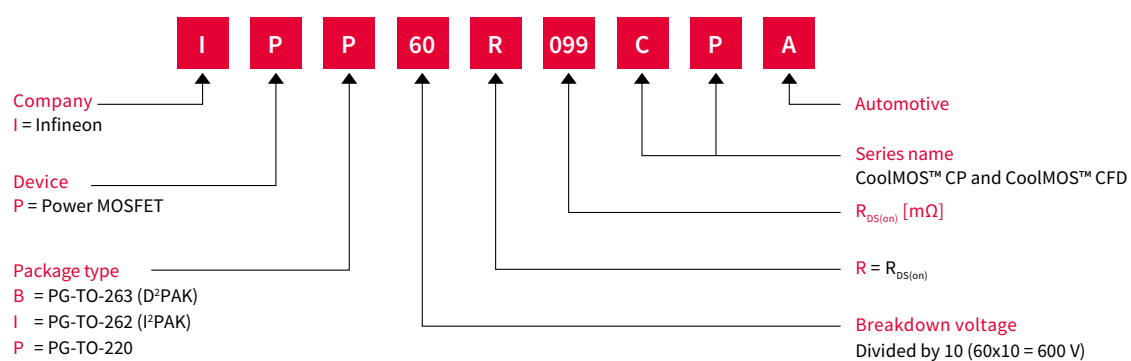 I P P 60 R 099 C P A
Company
I = Infineon
Device
P = Power MOSFET
Package type
B = PG-TO-263 (D²PAK)
I = PG-TO-262 (I²PAK)
P = PG-TO-220
Automotive
Series name
CoolMOS™ CP and CoolMOS™ CFD
RDS(on) [mΩ]
R = RDS(on)
Breakdown voltage
Divided by 10 (60x10 = 600 V)